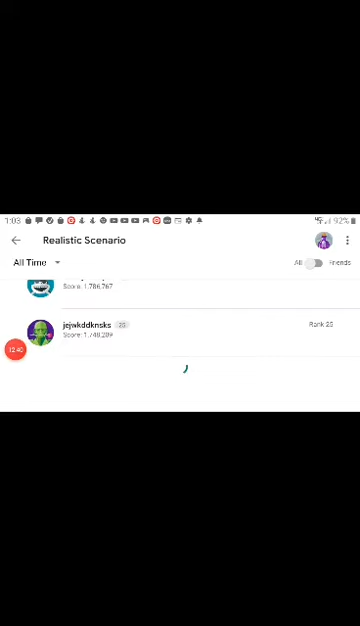 1:03 92%
Realistic Scenario
All Time All Friends
Score: 1,786,767
jejwkddknsks 25 Rank 25
Score: 1,748,209
12:40